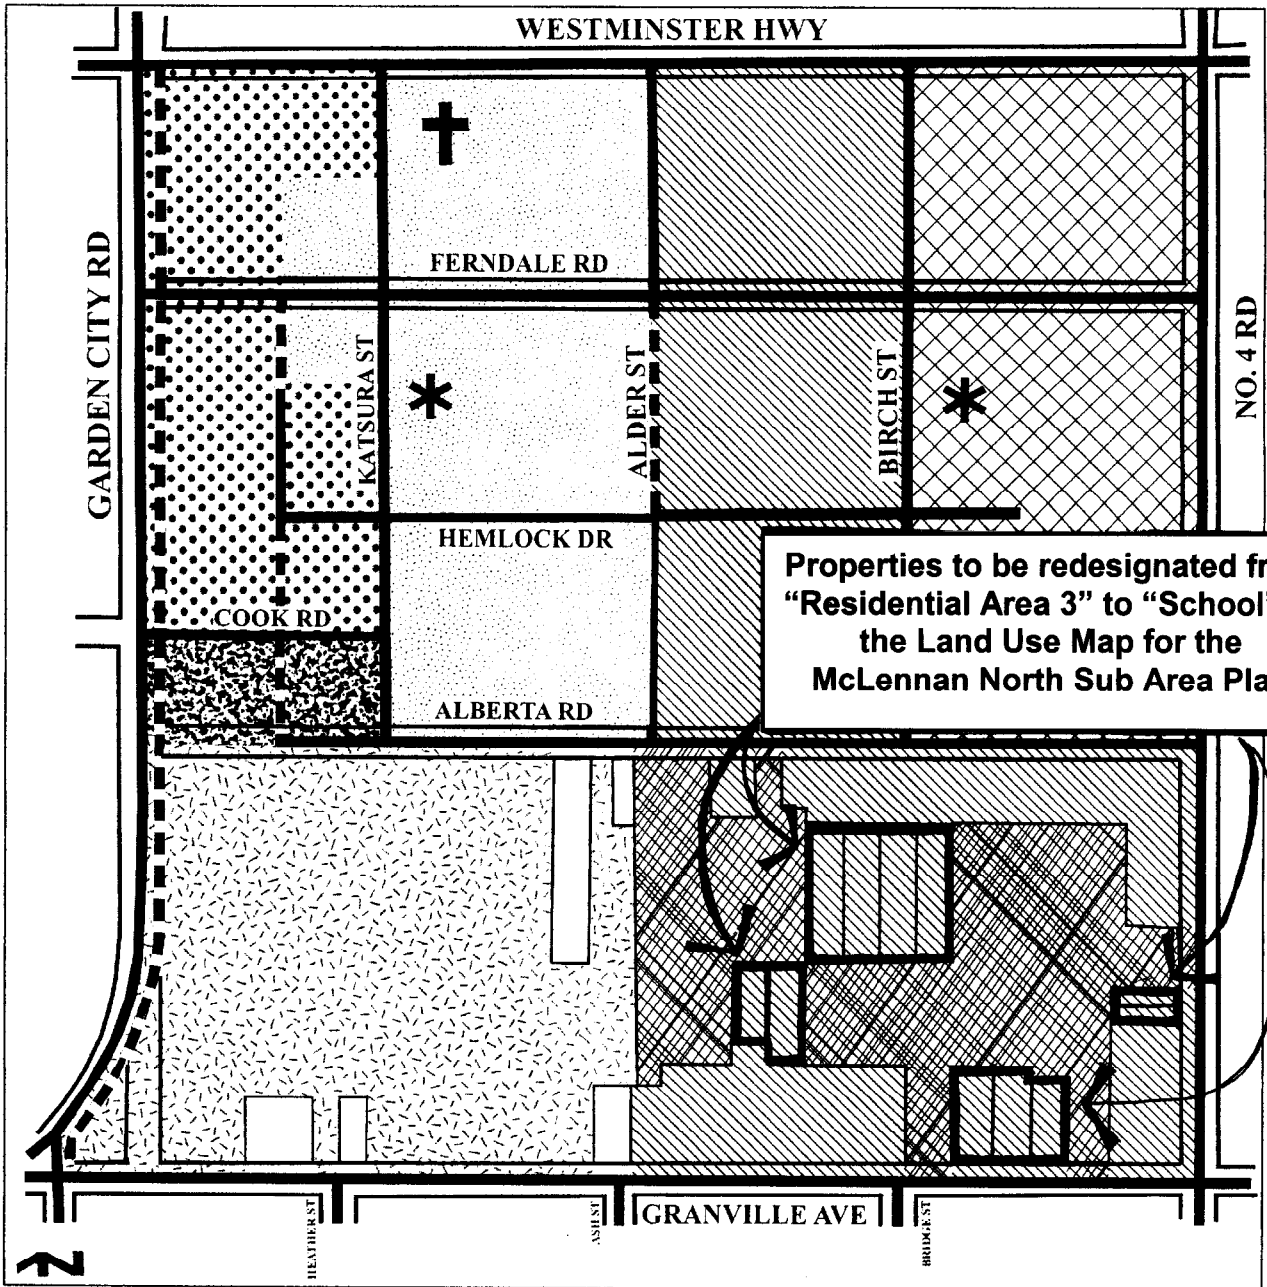 WESTMINSTER HWY
GARDEN CITY RD
FERNDALE RD
KATSURA ST
ALDER ST
BIRCH ST
NO. 4 RD
HEMLOCK DR
Properties to be redesignated
“Residential Area 3” to “School”
the Land Use Map for the
McLennan North Sub Area
COOK RD
ALBERTA RD
HEATHER ST
ASH ST
GRANVILLE AVE
BRIDGE ST